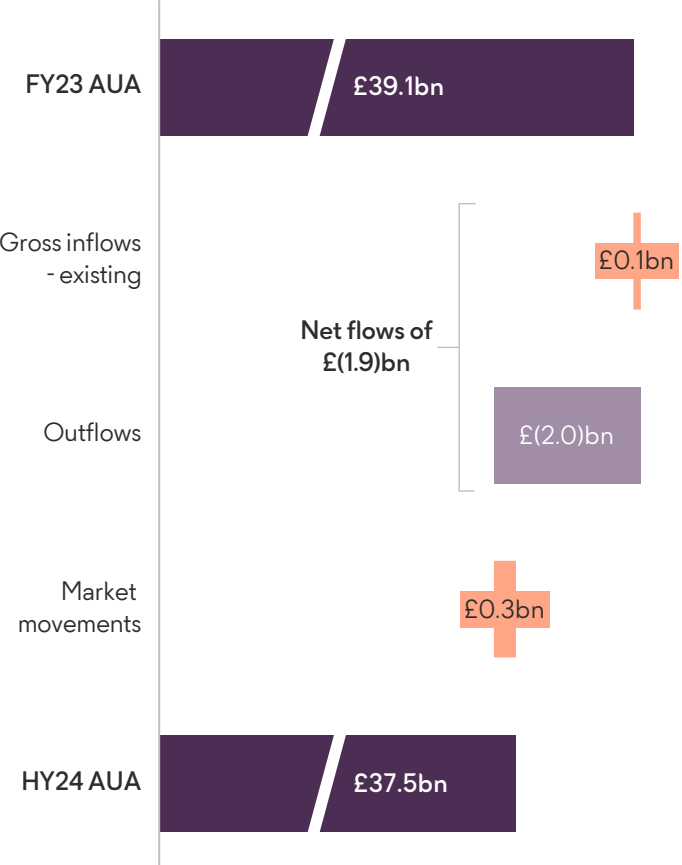 FY23 AUA
£39.1bn
Gross inflows
- existing
£0.1bn
Net flows of
£(1.9)bn
Outflows
£(2.0)bn
Market
movements
£0.3bn
HY24 AUA
£37.5bn